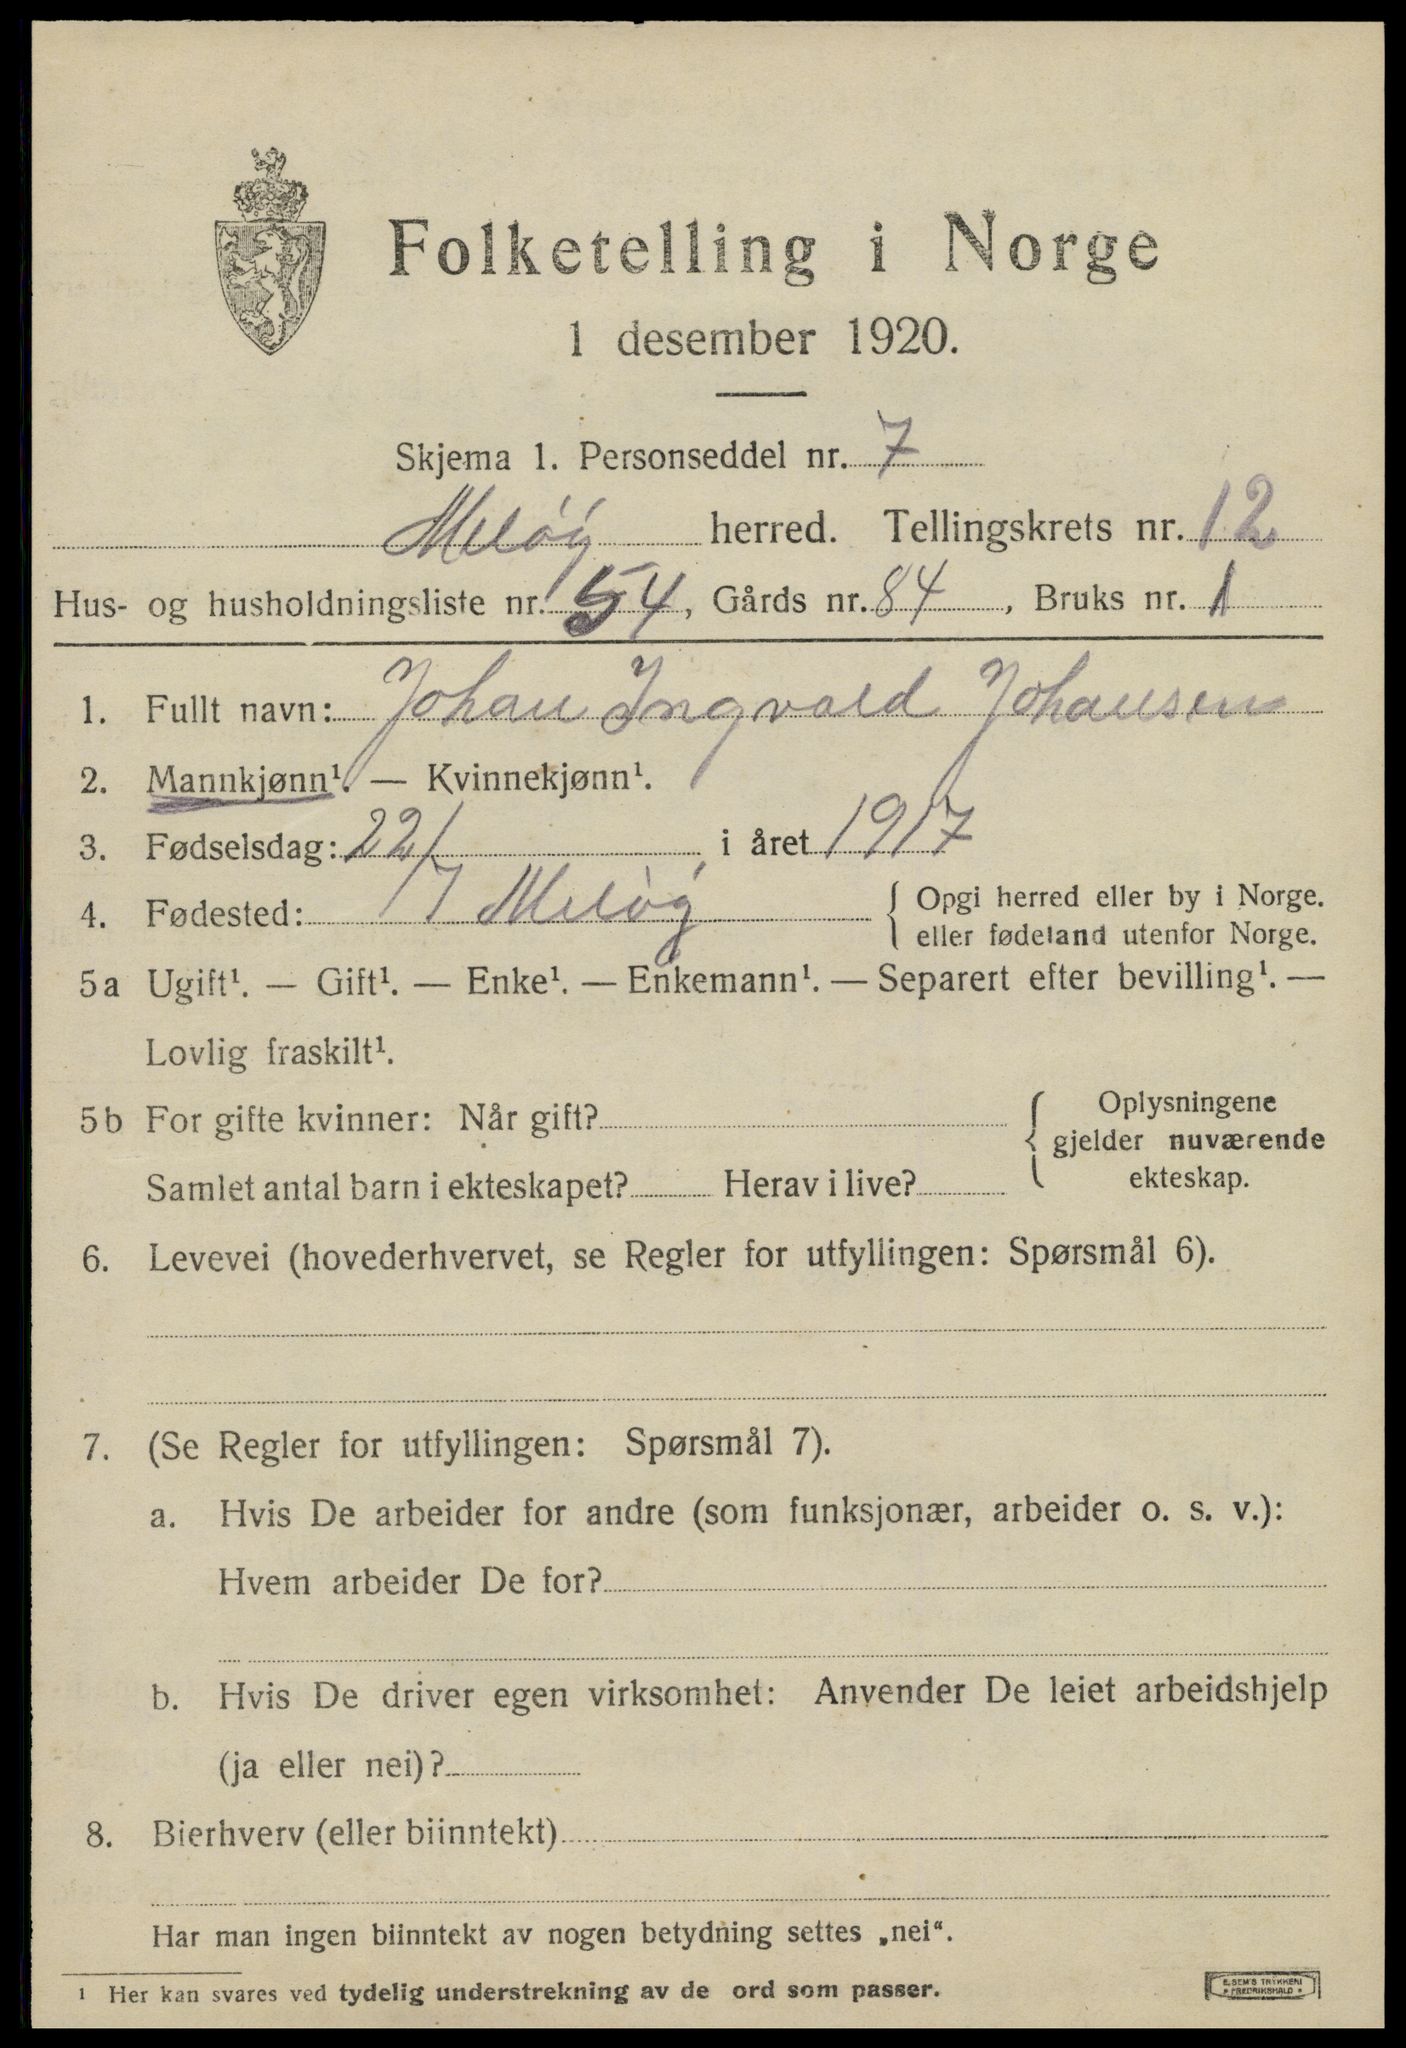 Folketelling i Norge
1 desember 1920.
Skjema 1. Personseddel nr. 7
Meløy herred. Tellingskrets nr. 12
Hus- og husholdningsliste nr. 54, Gårds nr. 84, Bruks nr. 1
1. Fullt navn: Johan Ingvald Johansen
2. Mannkjønn¹. — Kvinnekjønn¹.
3. Fødselsdag: 22/7 i året 1917
4. Fødested: Meløy { Opgi herred eller by i Norge.
eller fødeland utenfor Norge.
5a Ugift¹. — Gift¹. — Enke¹. — Enkemann¹. — Separert efter bevilling¹. —
Lovlig fraskilt¹.
5b For gifte kvinner: Når gift?
Samlet antal barn i ekteskapet? Herav i live?
Oplysningene
gjelder nuværende
ekteskap.
6. Levevei (hovederhvervet, se Regler for utfyllingen: Spørsmål 6).
7. (Se Regler for utfyllingen: Spørsmål 7).
a. Hvis De arbeider for andre (som funksjonær, arbeider o. s. v.):
Hvem arbeider De for?
b. Hvis De driver egen virksomhet: Anvender De leiet arbeidshjelp
(ja eller nei)?
8. Bierhverv (eller biinntekt)
Har man ingen biinntekt av nogen betydning settes „nei“.
¹ Her kan svares ved tydelig understrekning av de ord som passer.
E. SEM'S TRYKKERI
• FREDRIKSHALD •